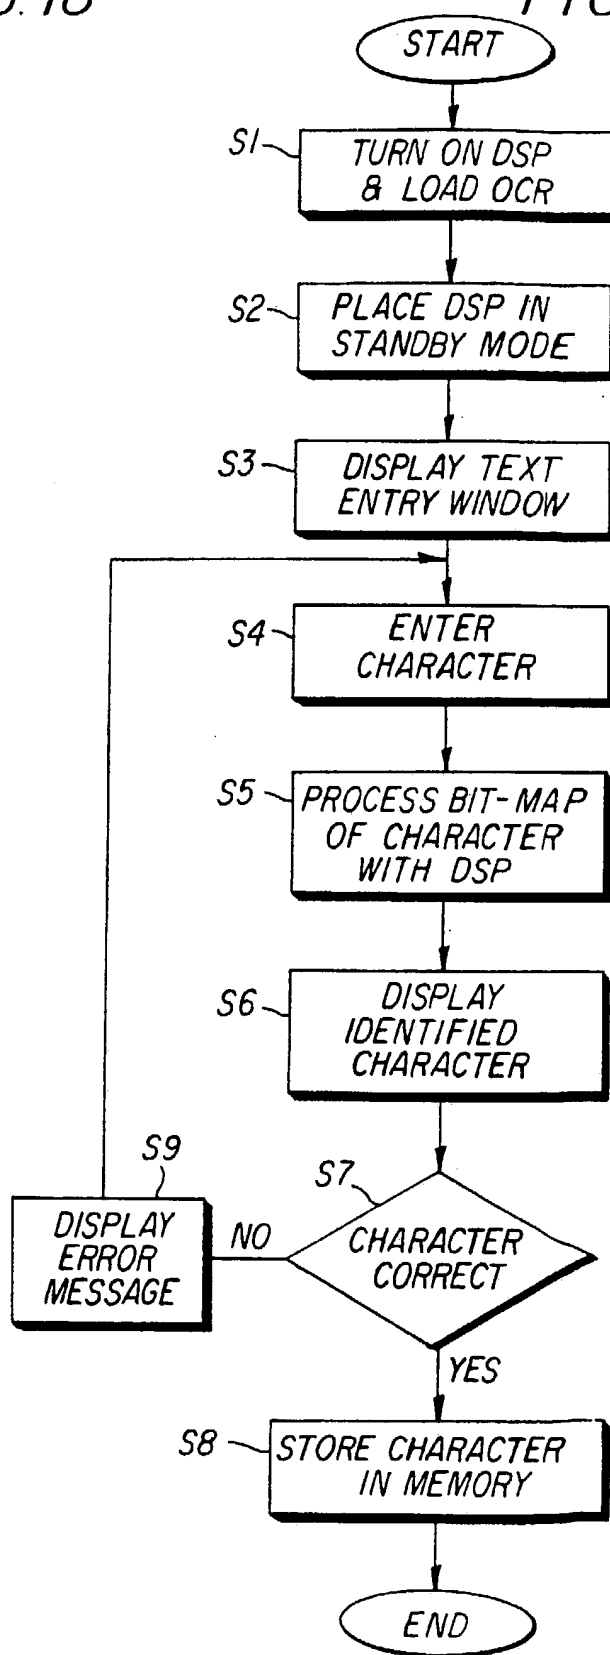 START
S1
TURN ON DSP
& LOAD OCR
S2
PLACE DSP IN
STANDBY MODE
S3
DISPLAY TEXT
ENTRY WINDOW
S4
ENTER
CHARACTER
S5
PROCESS BIT-MAP
OF CHARACTER
WITH DSP
S6
DISPLAY
IDENTIFIED
CHARACTER
S7
CHARACTER
CORRECT
NO
S9
DISPLAY
ERROR
MESSAGE
YES
S8
STORE CHARACTER
IN MEMORY
END